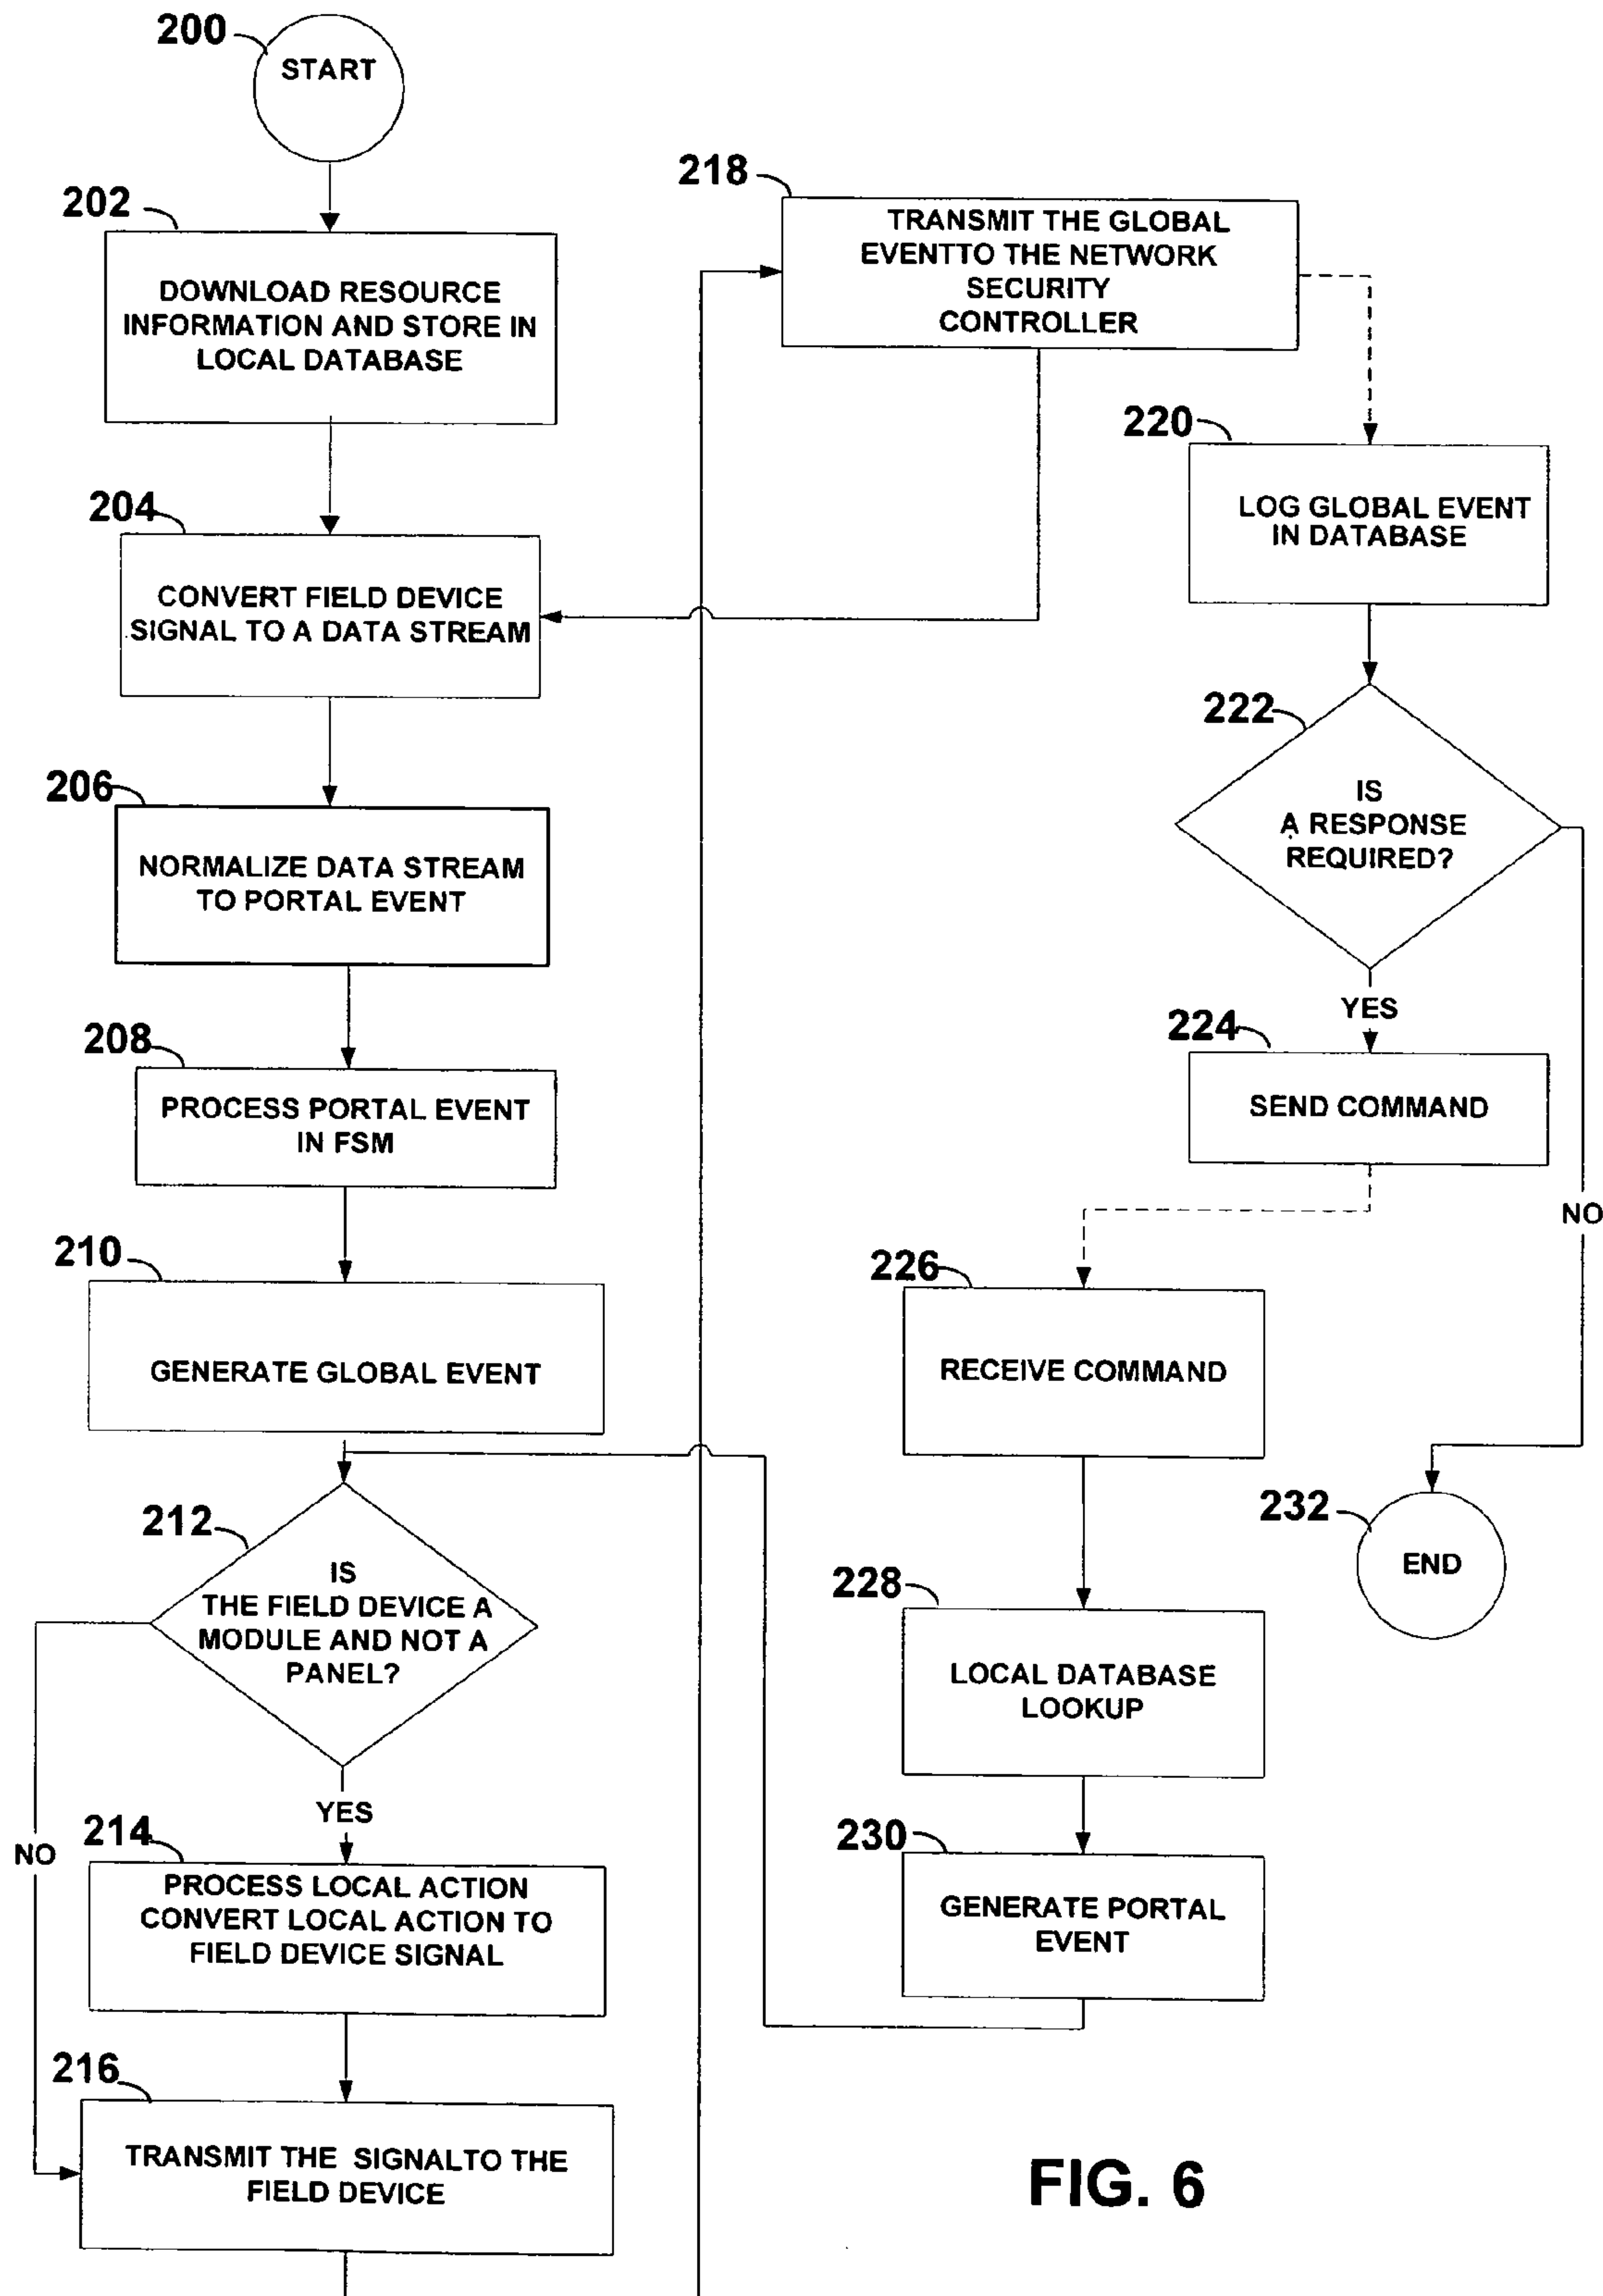 200
START
202
DOWNLOAD RESOURCE
INFORMATION AND STORE IN
LOCAL DATABASE
204
CONVERT FIELD DEVICE
SIGNAL TO A DATA STREAM
206
NORMALIZE DATA STREAM
TO PORTAL EVENT
208
PROCESS PORTAL EVENT
IN FSM
210
GENERATE GLOBAL EVENT
212
IS
THE FIELD DEVICE A
MODULE AND NOT A
PANEL?
YES
NO
214
PROCESS LOCAL ACTION
CONVERT LOCAL ACTION TO
FIELD DEVICE SIGNAL
216
TRANSMIT THE SIGNALTO THE
FIELD DEVICE
218
TRANSMIT THE GLOBAL
EVENTTO THE NETWORK
SECURITY
CONTROLLER
220
LOG GLOBAL EVENT
IN DATABASE
222
IS
A RESPONSE
REQUIRED?
YES
NO
224
SEND COMMAND
226
RECEIVE COMMAND
228
LOCAL DATABASE
LOOKUP
230
GENERATE PORTAL
EVENT
232
END
FIG. 6